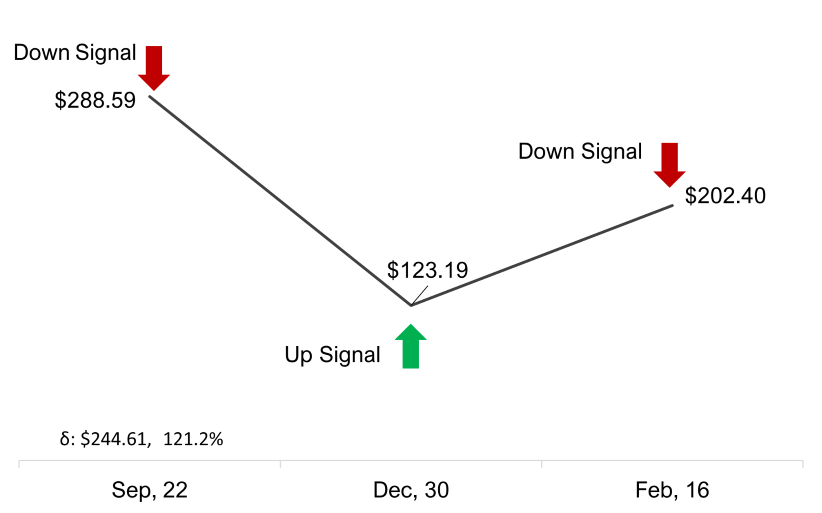 Down Signal
$288.59
Down Signal
$202.40
$123.19
Up Signal
δ: $244.61, 121.2%
Sep, 22
Dec, 30
Feb, 16